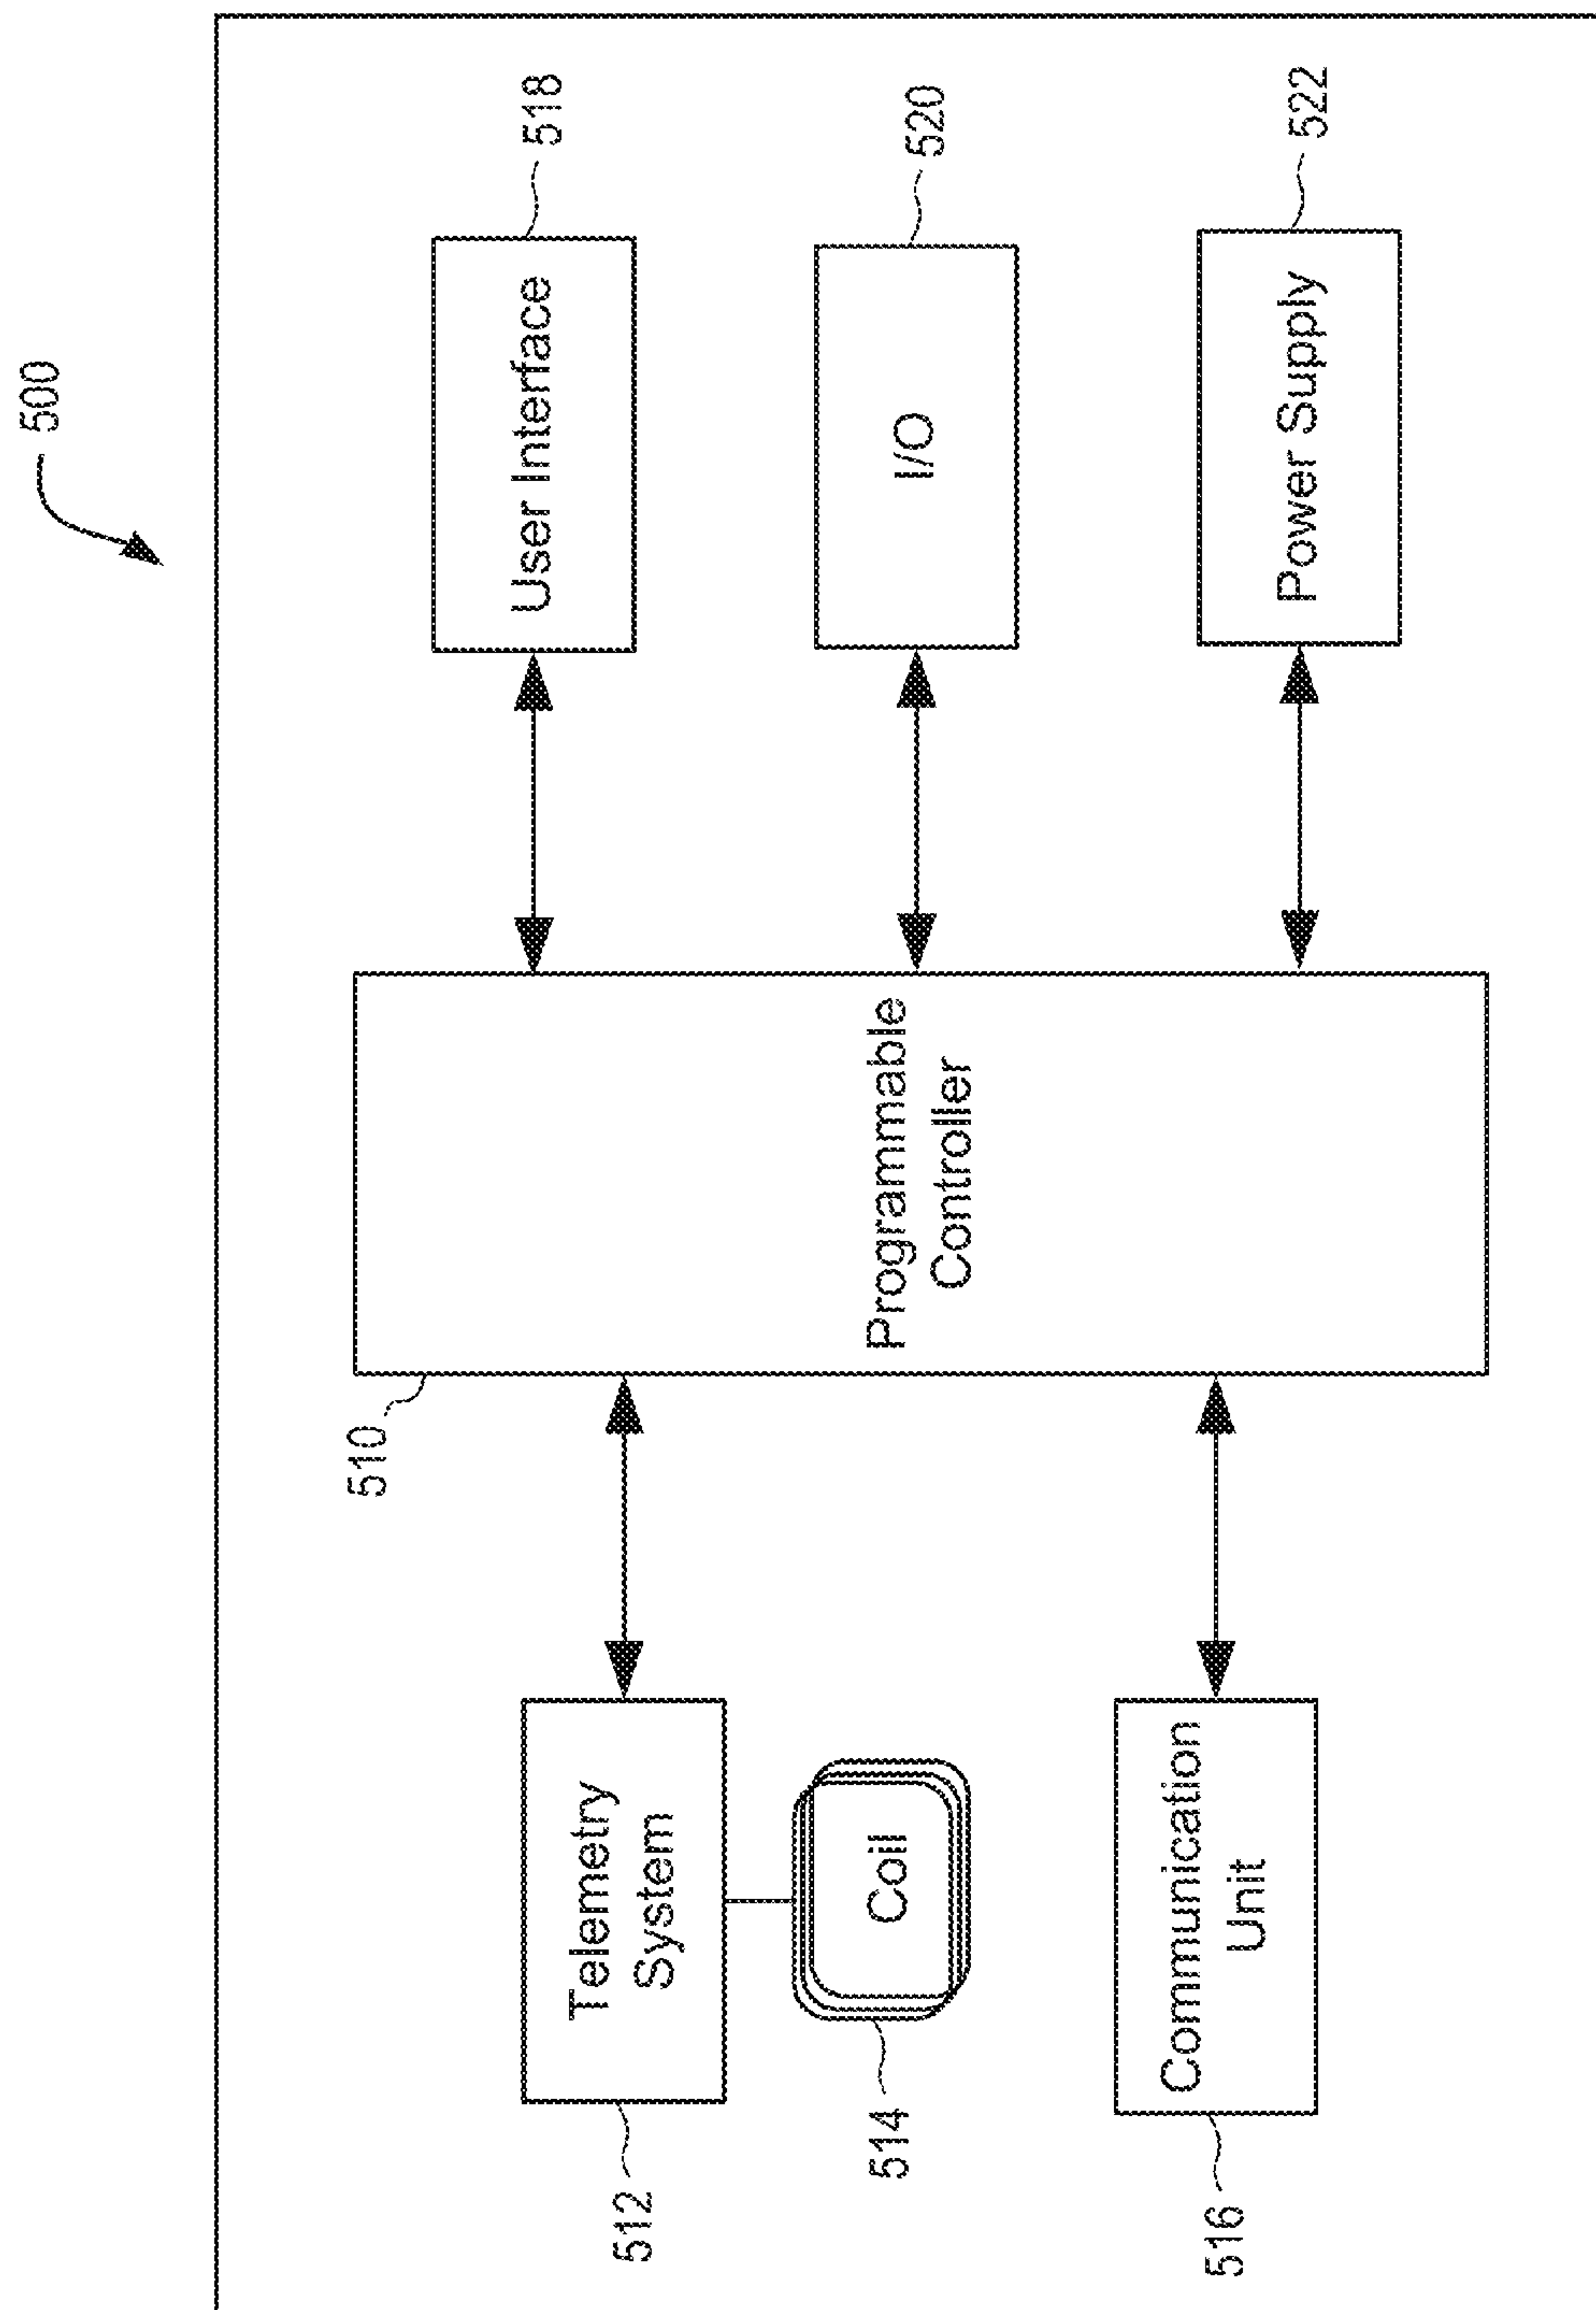 500
510
512
Telemetry
System
514
Coil
516
Communication
Unit
Programmable
Controller
User Interface
518
I/O
520
Power Supply
522